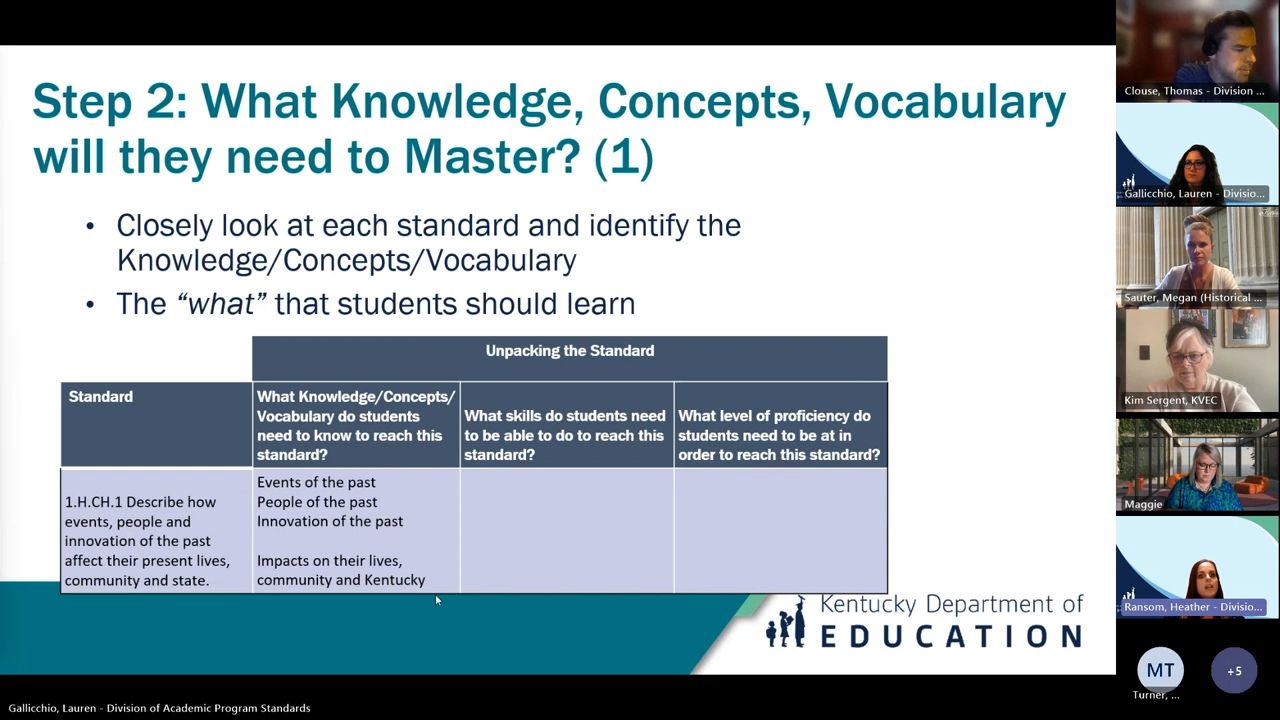 Step 2: What Knowledge, Concepts, Vocabulary
will they need to Master? (1)
• Closely look at each standard and identify the
Knowledge/Concepts/Vocabulary
• The “what” that students should learn
Unpacking the Standard
Standard
What Knowledge/Concepts/
Vocabulary do students
need to know to reach this
standard?
What skills do students need
to be able to do to reach this
standard?
What level of proficiency do
students need to be at in
order to reach this standard?
1.H.CH.1 Describe how
events, people and
innovation of the past
affect their present lives,
community and state.
Events of the past
People of the past
Innovation of the past
Impacts on their lives,
community and Kentucky
Kentucky Department of
EDUCATION
Clouse, Thomas - Division ...
Gallicchio, Lauren - Divisio...
Sauter, Megan (Historical ...
Kim Sergent, KVEC
Maggie
Ransom, Heather - Divisio...
MT
+5
Turner, ...
Gallicchio, Lauren - Division of Academic Program Standards